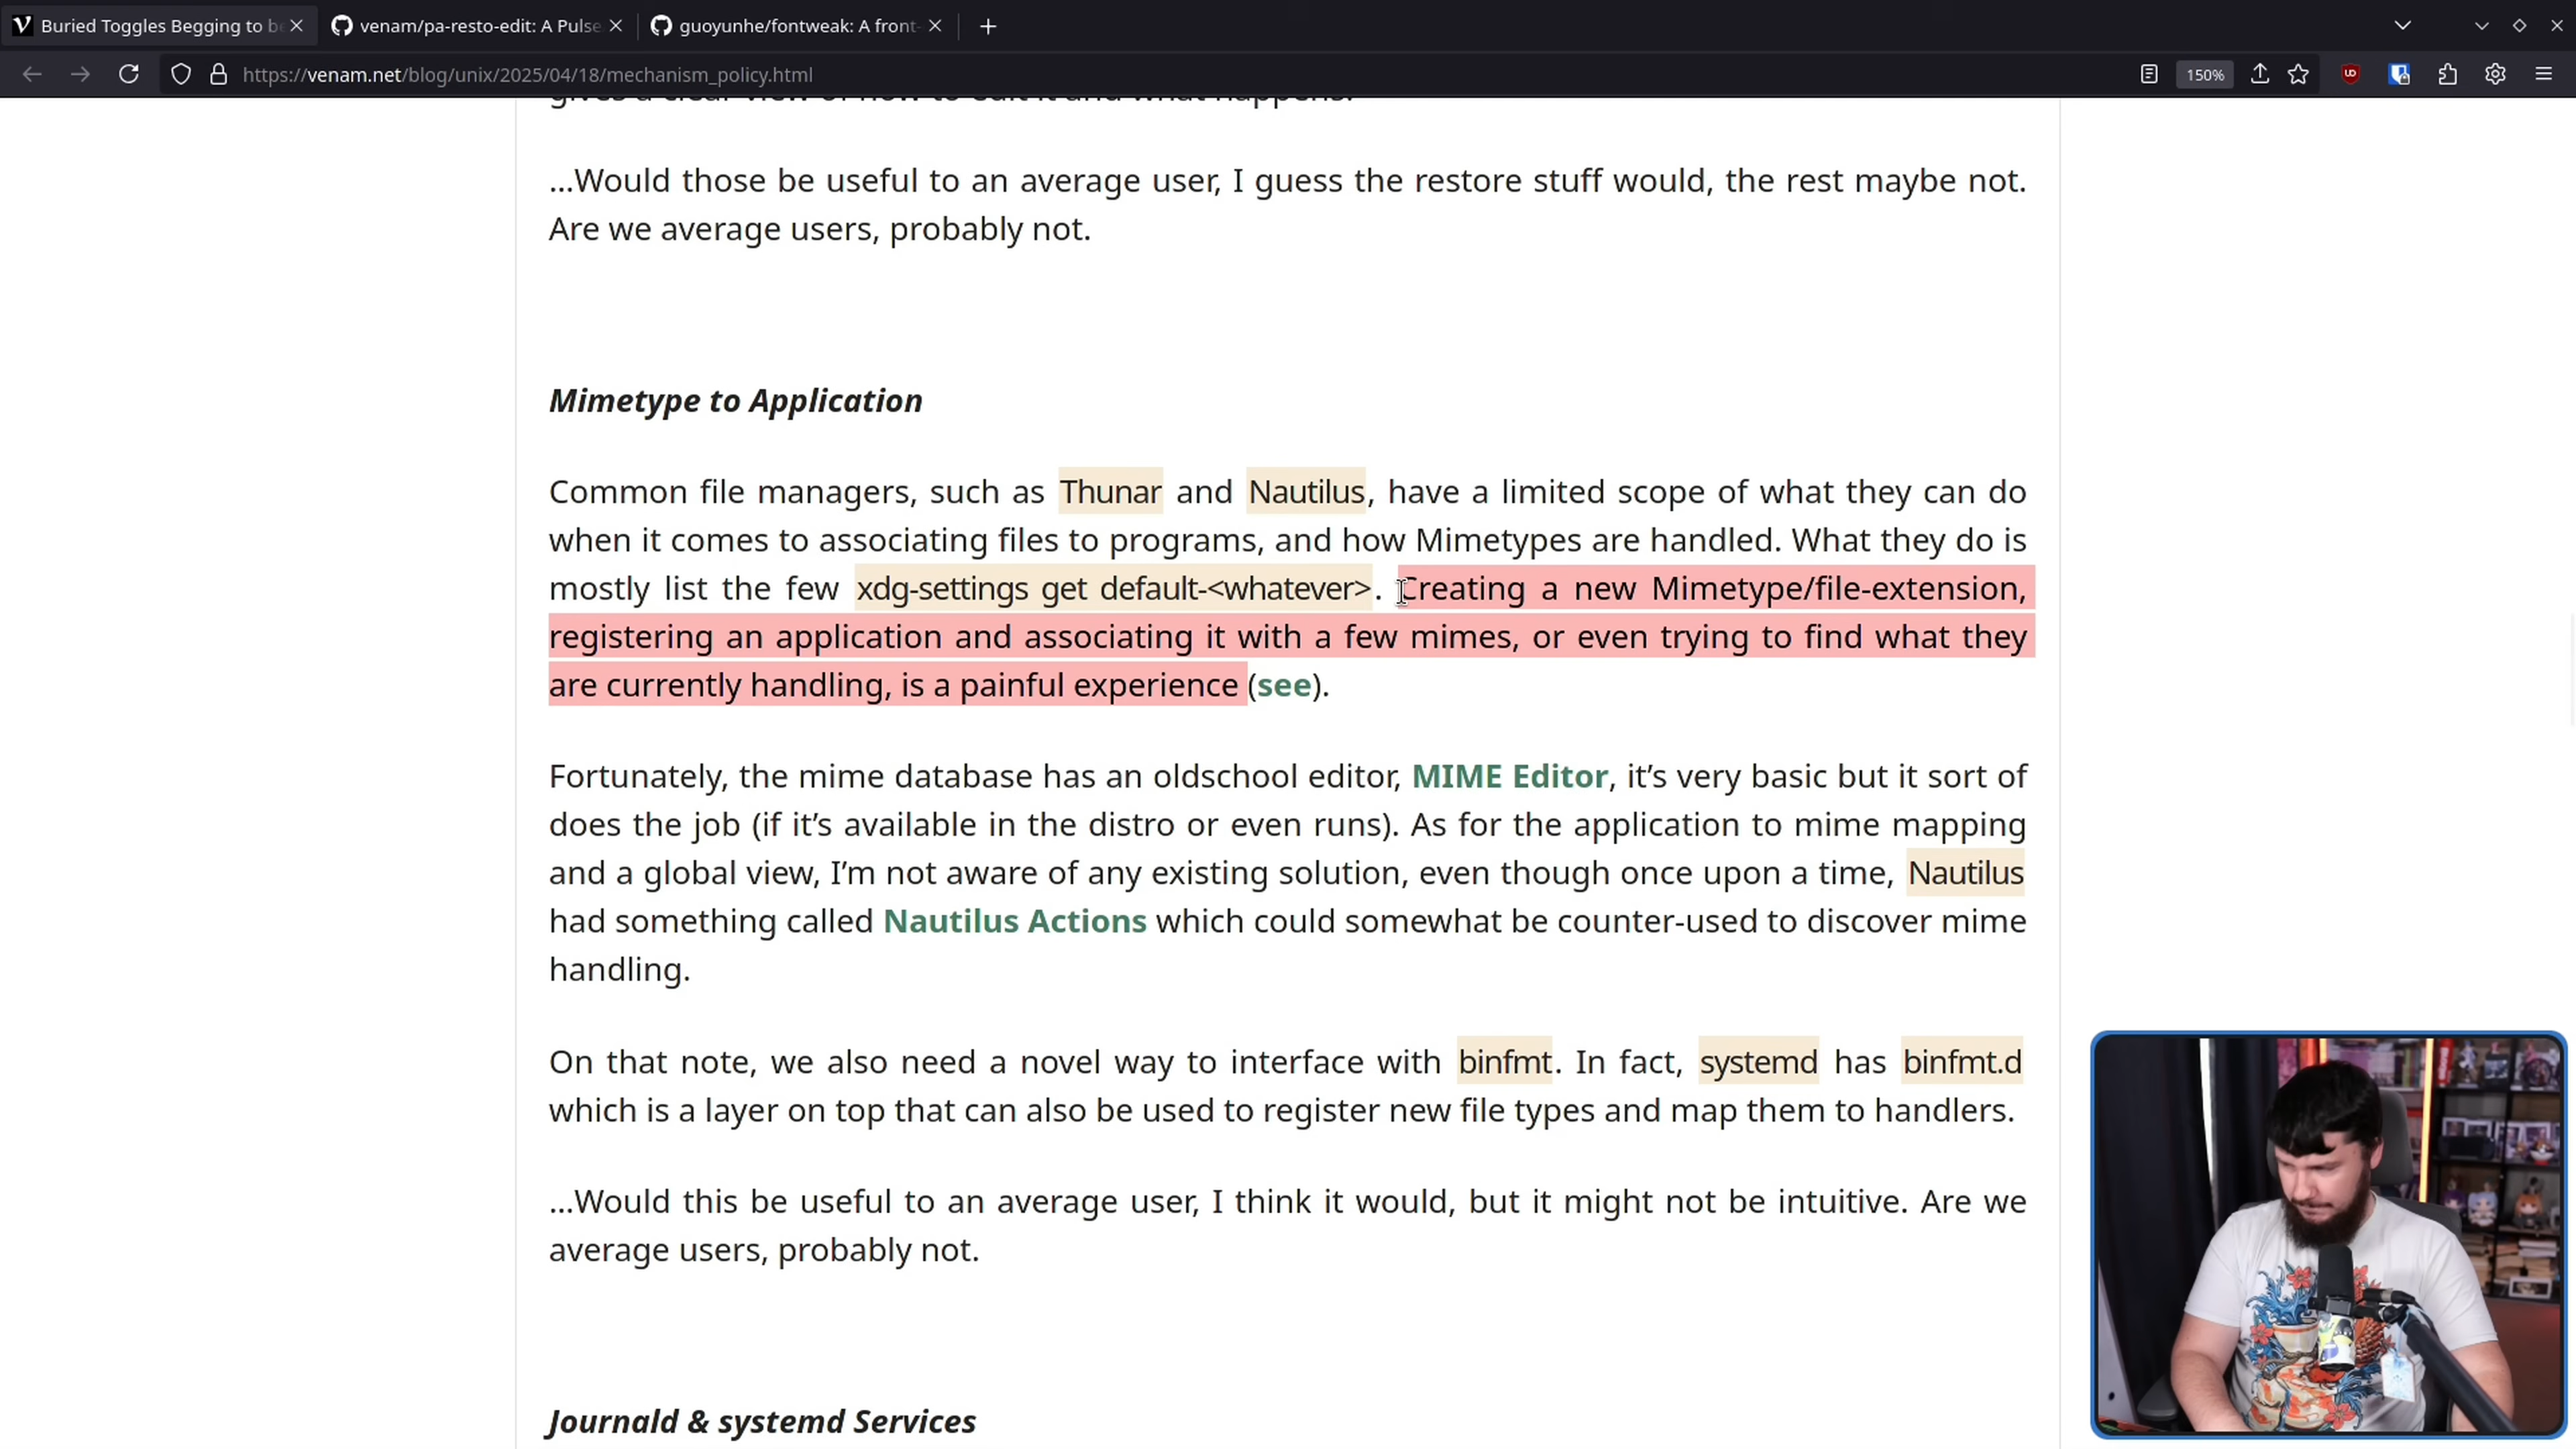 Buried Toggles Begging to be
venam/pa-resto-edit: A Pulse
guoyunhe/fontweak: A front-
https://venam.net/blog/unix/2025/04/18/mechanism_policy.html
150%
gives a clear view of how to edit it and what happens.
...Would those be useful to an average user, I guess the restore stuff would, the rest maybe not.
Are we average users, probably not.
Mimetype to Application
Common file managers, such as Thunar and Nautilus, have a limited scope of what they can do
when it comes to associating files to programs, and how Mimetypes are handled. What they do is
mostly list the few xdg-settings get default-<whatever>. Creating a new Mimetype/file-extension,
registering an application and associating it with a few mimes, or even trying to find what they
are currently handling, is a painful experience (see).
Fortunately, the mime database has an oldschool editor, MIME Editor, it’s very basic but it sort of
does the job (if it’s available in the distro or even runs). As for the application to mime mapping
and a global view, I’m not aware of any existing solution, even though once upon a time, Nautilus
had something called Nautilus Actions which could somewhat be counter-used to discover mime
handling.
On that note, we also need a novel way to interface with binfmt. In fact, systemd has binfmt.d
which is a layer on top that can also be used to register new file types and map them to handlers.
...Would this be useful to an average user, I think it would, but it might not be intuitive. Are we
average users, probably not.
Journald & systemd Services